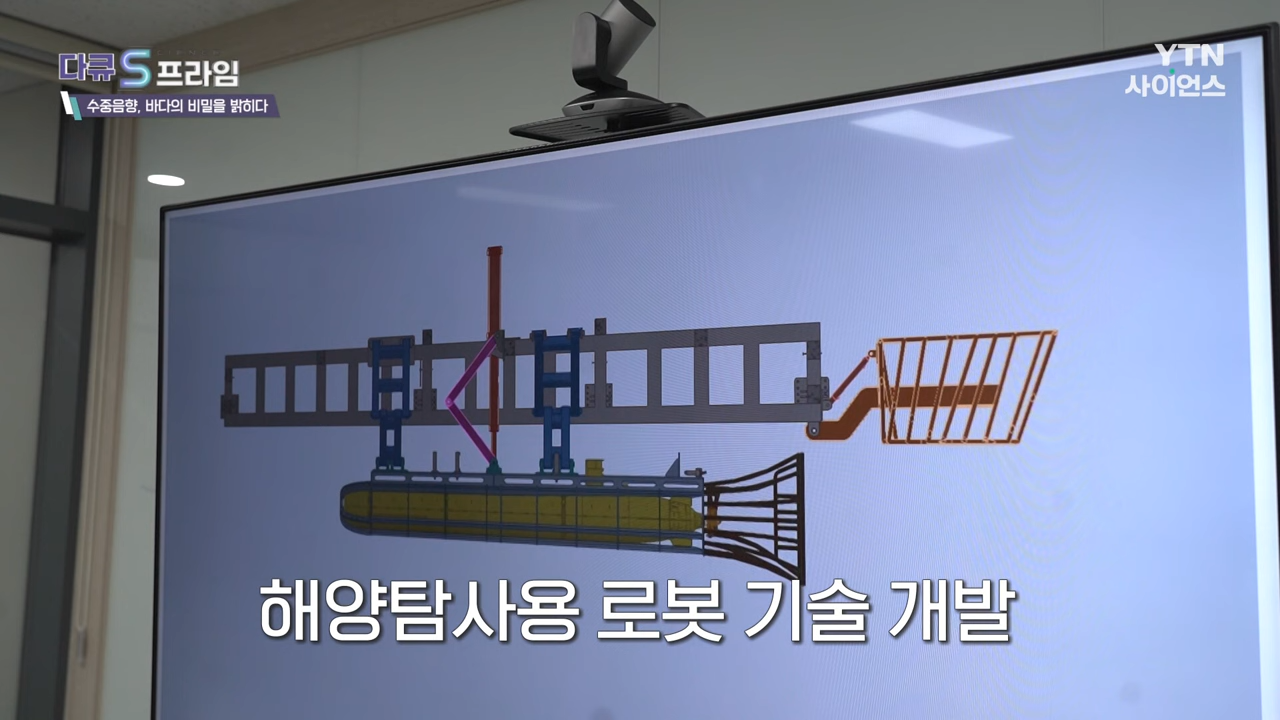 다큐 S 프라임
수중음향, 바다의 비밀을 밝히다
YTN
사이언스
해양탐사용 로봇 기술 개발